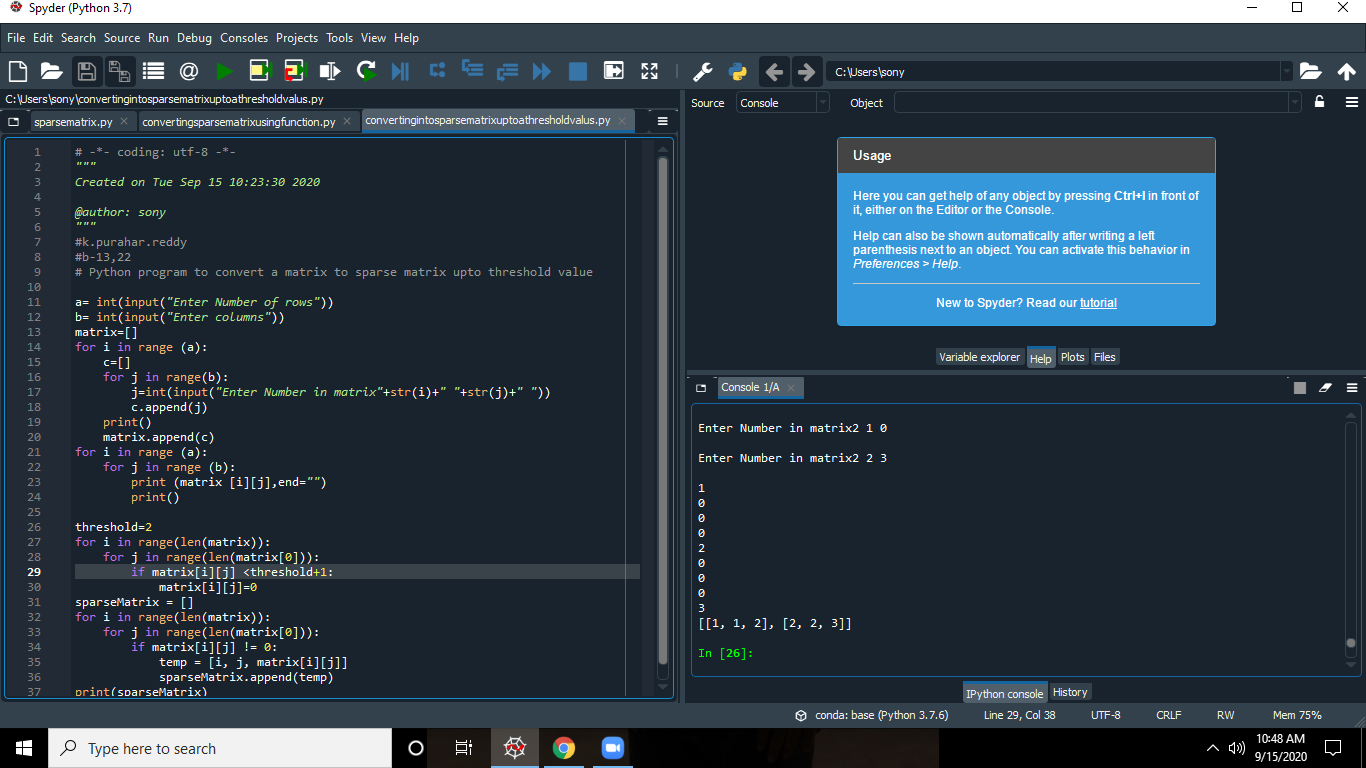 Spyder (Python 3.7)
File Edit Search Source Run Debug Consoles Projects Tools View Help
C:\Users\sony
C:\Users\sony\convertingintosparsematrixuptoathresholdvalus.py
sparsematrix.py
convertingsparsematrixusingfunction.py
convertingintosparsematrixuptoathresholdvalus.py
1 # -*- coding: utf-8 -*-
2 """
3 Created on Tue Sep 15 10:23:30 2020
4
5 @author: sony
6 """
7 #k.purahar.reddy
8 #b-13,22
9 # Python program to convert a matrix to sparse matrix upto threshold value
10
11 a= int(input("Enter Number of rows"))
12 b= int(input("Enter columns"))
13 matrix=[]
14 for i in range (a):
15     c=[]
16     for j in range(b):
17         j=int(input("Enter Number in matrix"+str(i)+" "+str(j)+" "))
18         c.append(j)
19     print()
20     matrix.append(c)
21 for i in range (a):
22     for j in range (b):
23         print (matrix [i][j],end="")
24         print()
25
26 threshold=2
27 for i in range(len(matrix)):
28     for j in range(len(matrix[0])):
29         if matrix[i][j] <threshold+1:
30             matrix[i][j]=0
31 sparseMatrix = []
32 for i in range(len(matrix)):
33     for j in range(len(matrix[0])):
34         if matrix[i][j] != 0:
35             temp = [i, j, matrix[i][j]]
36             sparseMatrix.append(temp)
37 print(sparseMatrix)
Source Console Object
Usage
Here you can get help of any object by pressing Ctrl+I in front of
it, either on the Editor or the Console.
Help can also be shown automatically after writing a left
parenthesis next to an object. You can activate this behavior in
Preferences > Help.
New to Spyder? Read our tutorial
Variable explorer Help Plots Files
Console 1/A
Enter Number in matrix2 1 0
Enter Number in matrix2 2 3
1
0
0
0
2
0
0
0
3
[[1, 1, 2], [2, 2, 3]]
In [26]:
IPython console History
conda: base (Python 3.7.6) Line 29, Col 38 UTF-8 CRLF RW Mem 75%
Type here to search
10:48 AM
9/15/2020